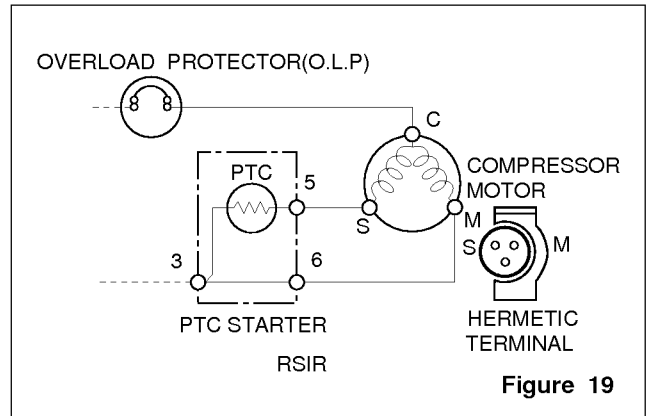 OVERLOAD PROTECTOR(O.L.P)
C
PTC
5
COMPRESSOR
MOTOR
S
M
S
M
3
6
PTC STARTER
HERMETIC
TERMINAL
RSIR
Figure 19